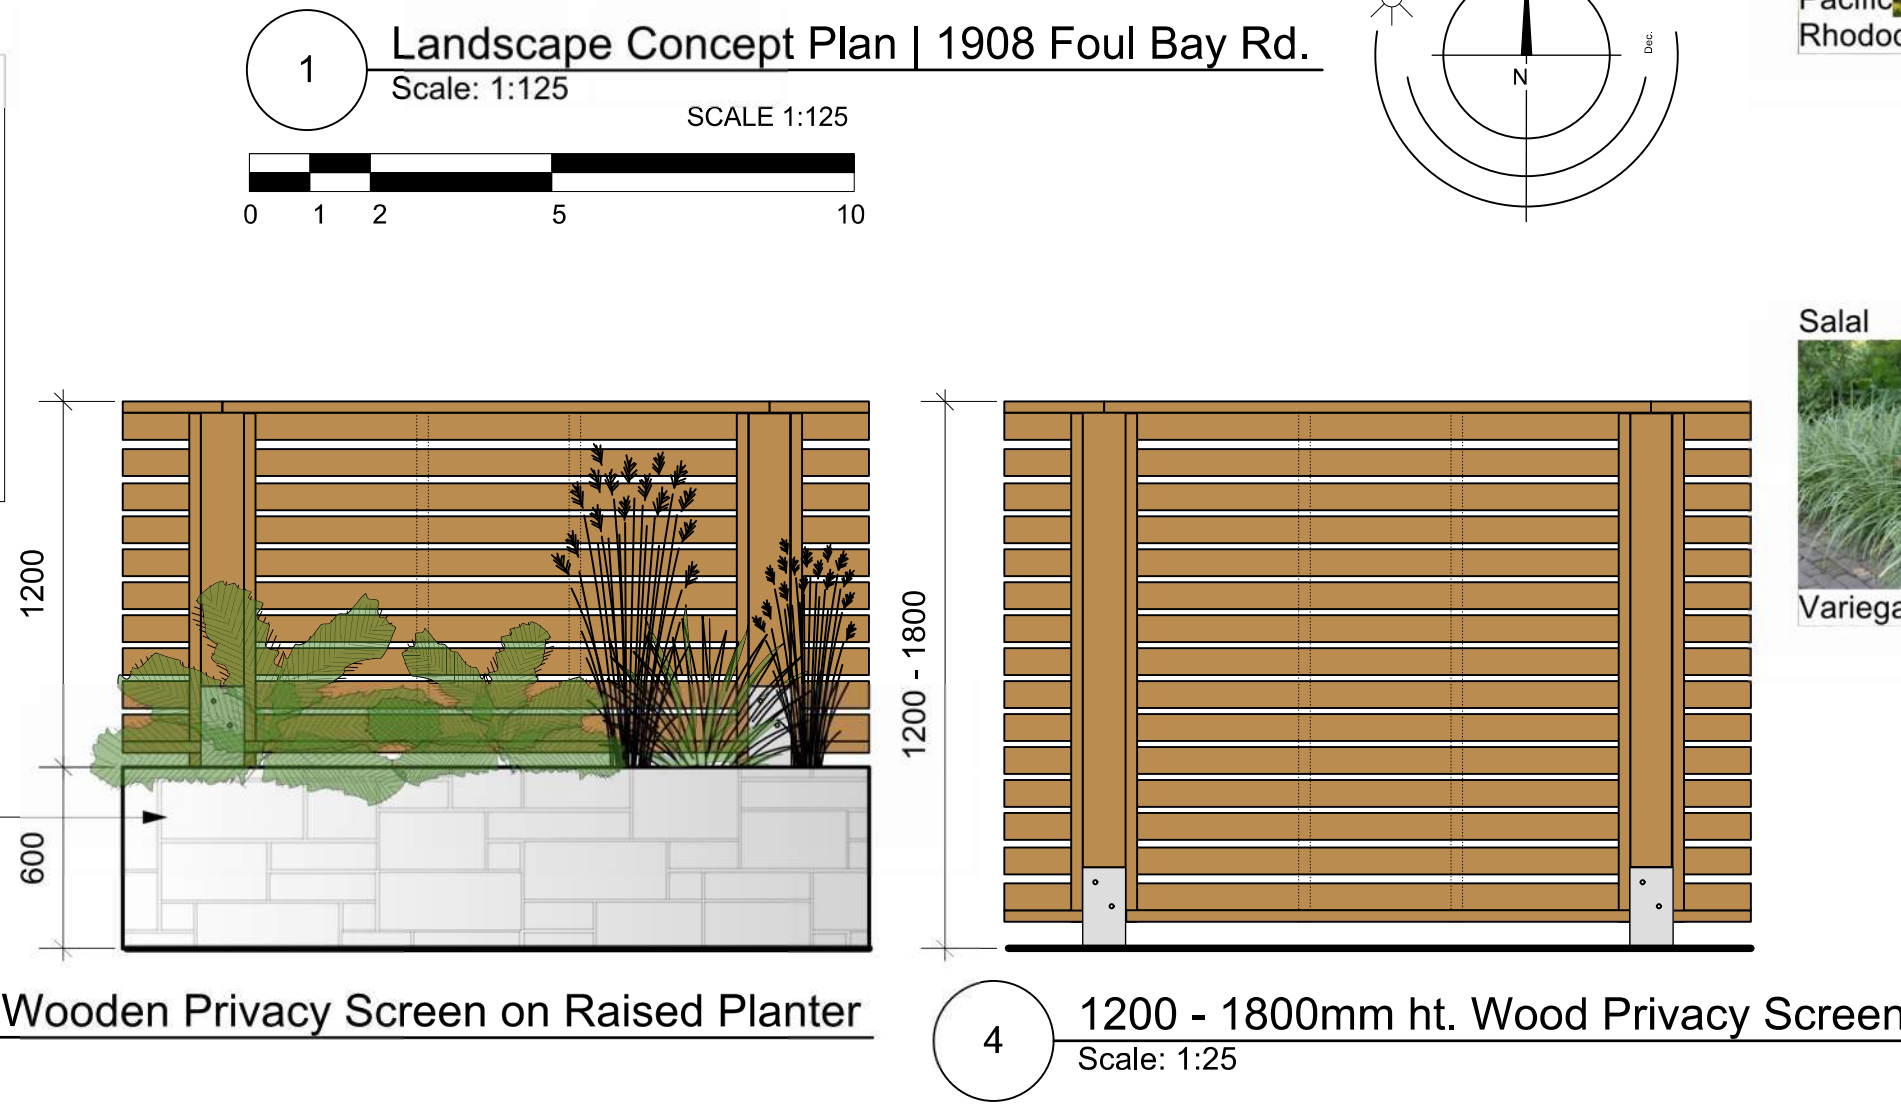 1
Landscape Concept Plan | 1908 Foul Bay Rd.
Scale: 1:125
SCALE 1:125
0 1 2 5 10
N
Dec.
Salal
1200
600
1200 - 1800
Wooden Privacy Screen on Raised Planter
4
1200 - 1800mm ht. Wood Privacy Screen
Scale: 1:25